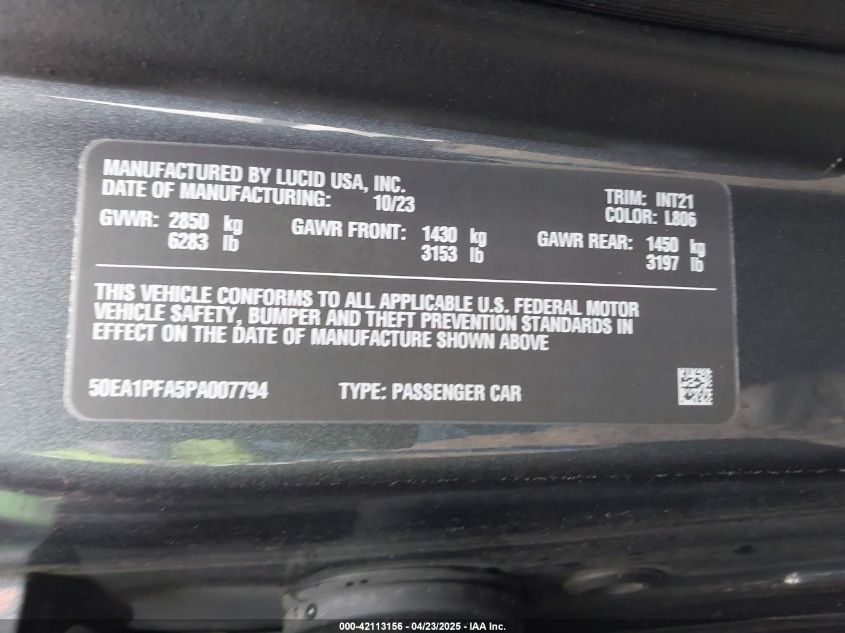 MANUFACTURED BY LUCID USA, INC.
DATE OF MANUFACTURING: 10/23
TRIM: INT21
COLOR: L806
GVWR: 2850 kg
6283 lb
GAWR FRONT: 1430 kg
3153 lb
GAWR REAR: 1450 kg
3197 lb
THIS VEHICLE CONFORMS TO ALL APPLICABLE U.S. FEDERAL MOTOR
VEHICLE SAFETY, BUMPER AND THEFT PREVENTION STANDARDS IN
EFFECT ON THE DATE OF MANUFACTURE SHOWN ABOVE
50EA1PFA5PA007794
TYPE: PASSENGER CAR
000-42113156 - 04/23/2025 - IAA Inc.